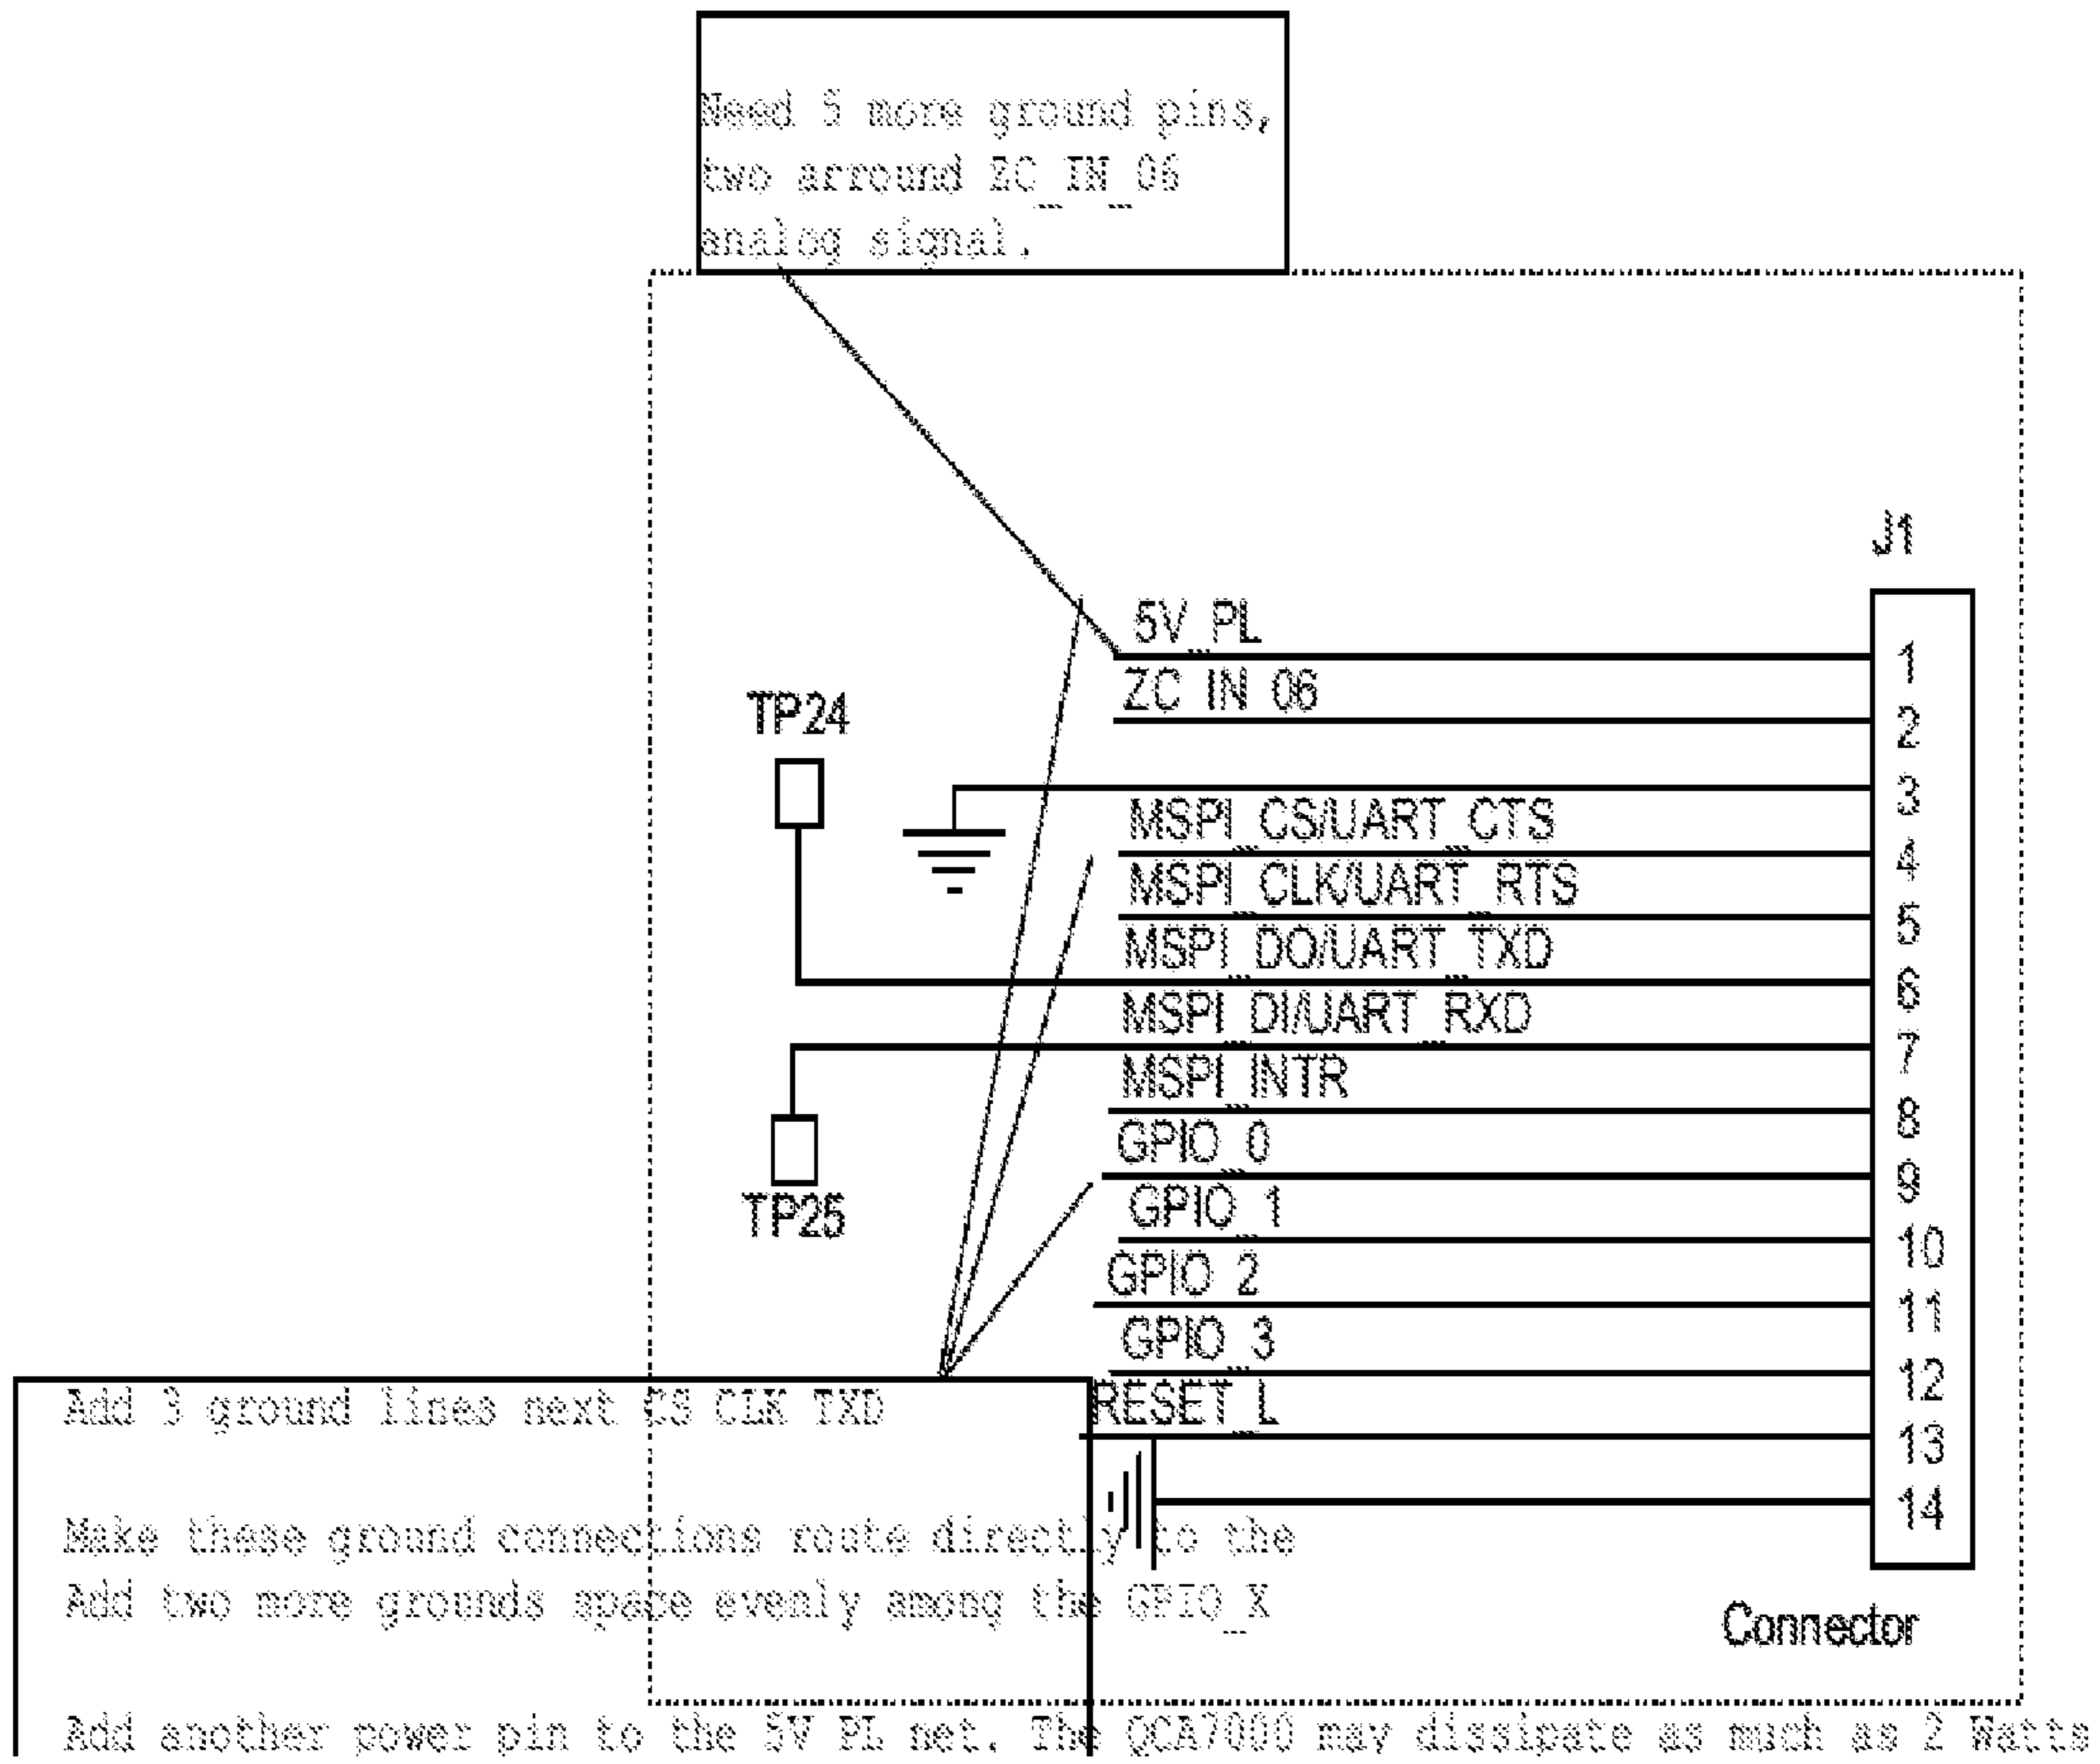 Need 5 more ground pins,
two arround ZC_IN_06
analog signal.
J1
5V_PL
1
ZC_IN_06
2
TP24
3
MSPI_CS/UART_CTS
4
MSPI_CLK/UART_RTS
5
MSPI_DO/UART_TXD
6
MSPI_DI/UART_RXD
7
MSPI_INTR
8
GPIO_0
9
TP25
GPIO_1
10
GPIO_2
11
GPIO_3
12
RESET_L
13
14
Add 3 ground lines next CS CLK TXD
Make these ground connections route directly to the
Add two more grounds space evenly among the GPIO_X
Connector
Add another power pin to the 5V PL net. The QCA7000 may dissipate as much as 2 Watts